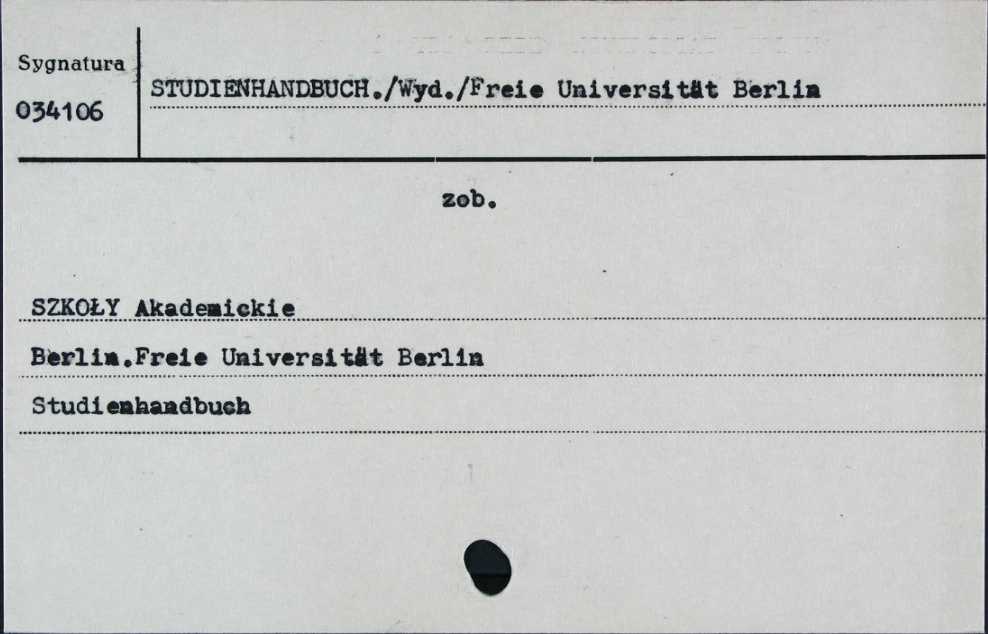 Sygnatura
034106
STUDIENHANDBUCH./Wyd./Freie Universität Berlin
zob.
SZKOŁY Akademickie
Berlin.Freie Universität Berlin
Studienhandbuch